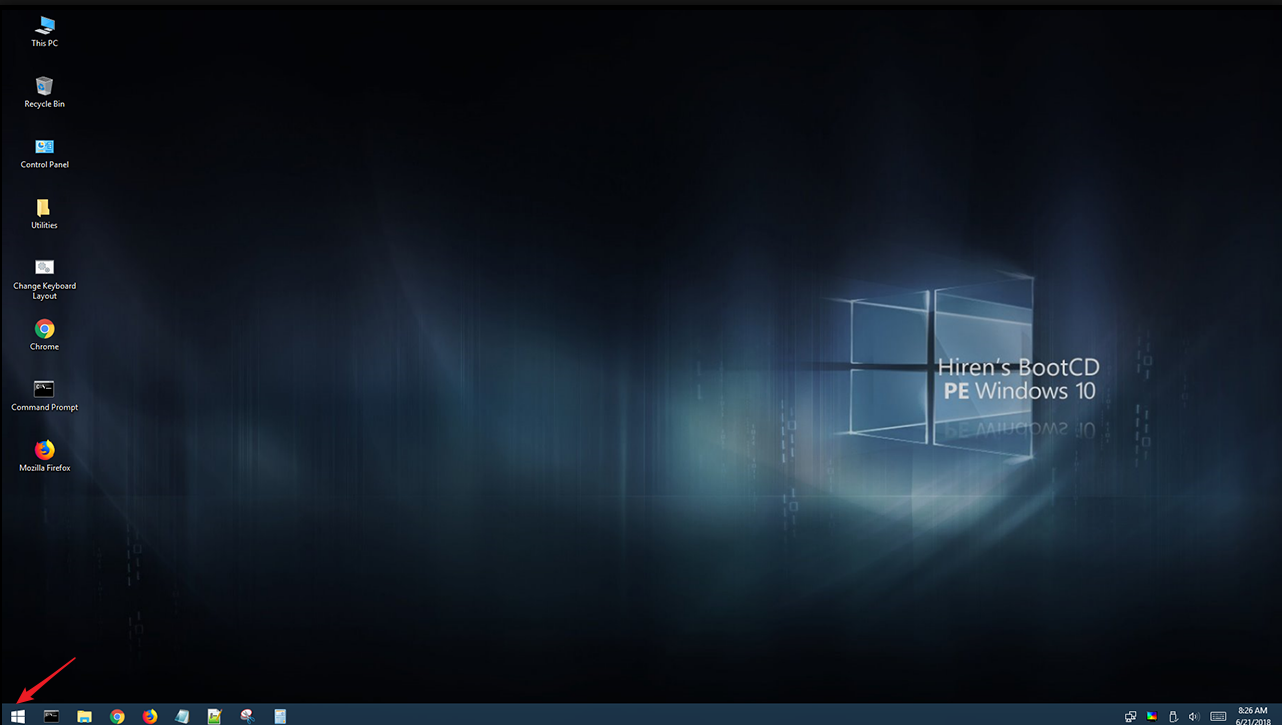 This PC
Recycle Bin
Control Panel
Utilities
Change Keyboard
Layout
Chrome
Command Prompt
Mozilla Firefox
Hiren's BootCD
PE Windows 10
8:26 AM
6/21/2018